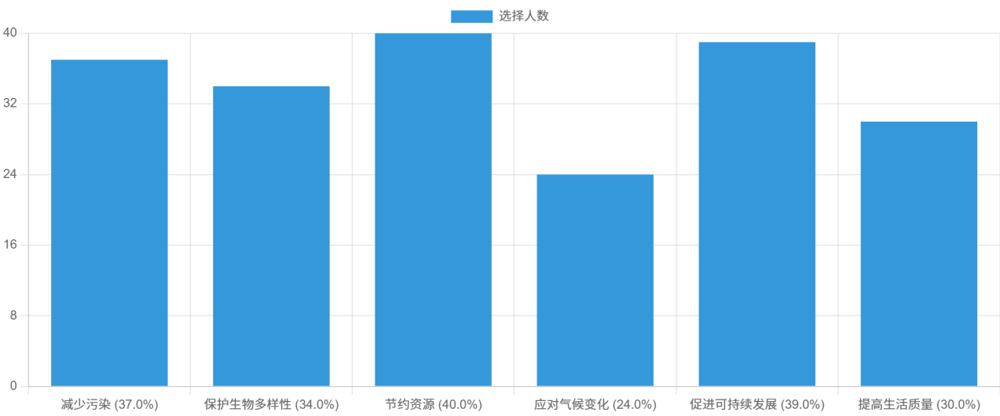 选择人数
40
32
24
16
8
0
减少污染 (37.0%)
保护生物多样性 (34.0%)
节约资源 (40.0%)
应对气候变化 (24.0%)
促进可持续发展 (39.0%)
提高生活质量 (30.0%)